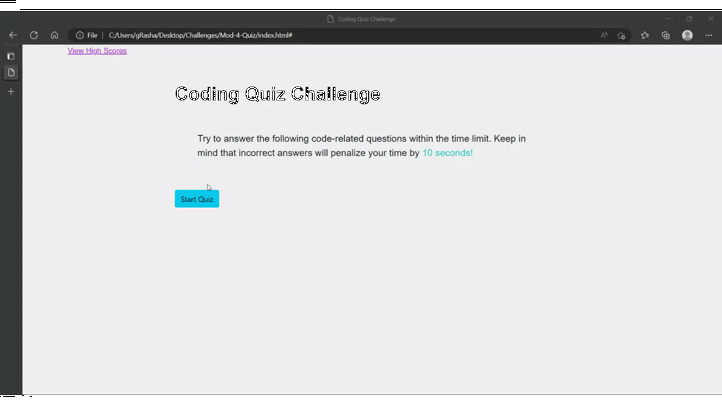 Coding Quiz Challenge
File C:/Users/gRasha/Desktop/Challenges/Mod-4-Quiz/index.html#
View High Scores
Coding Quiz Challenge
Try to answer the following code-related questions within the time limit. Keep in
mind that incorrect answers will penalize your time by 10 seconds!
Start Quiz